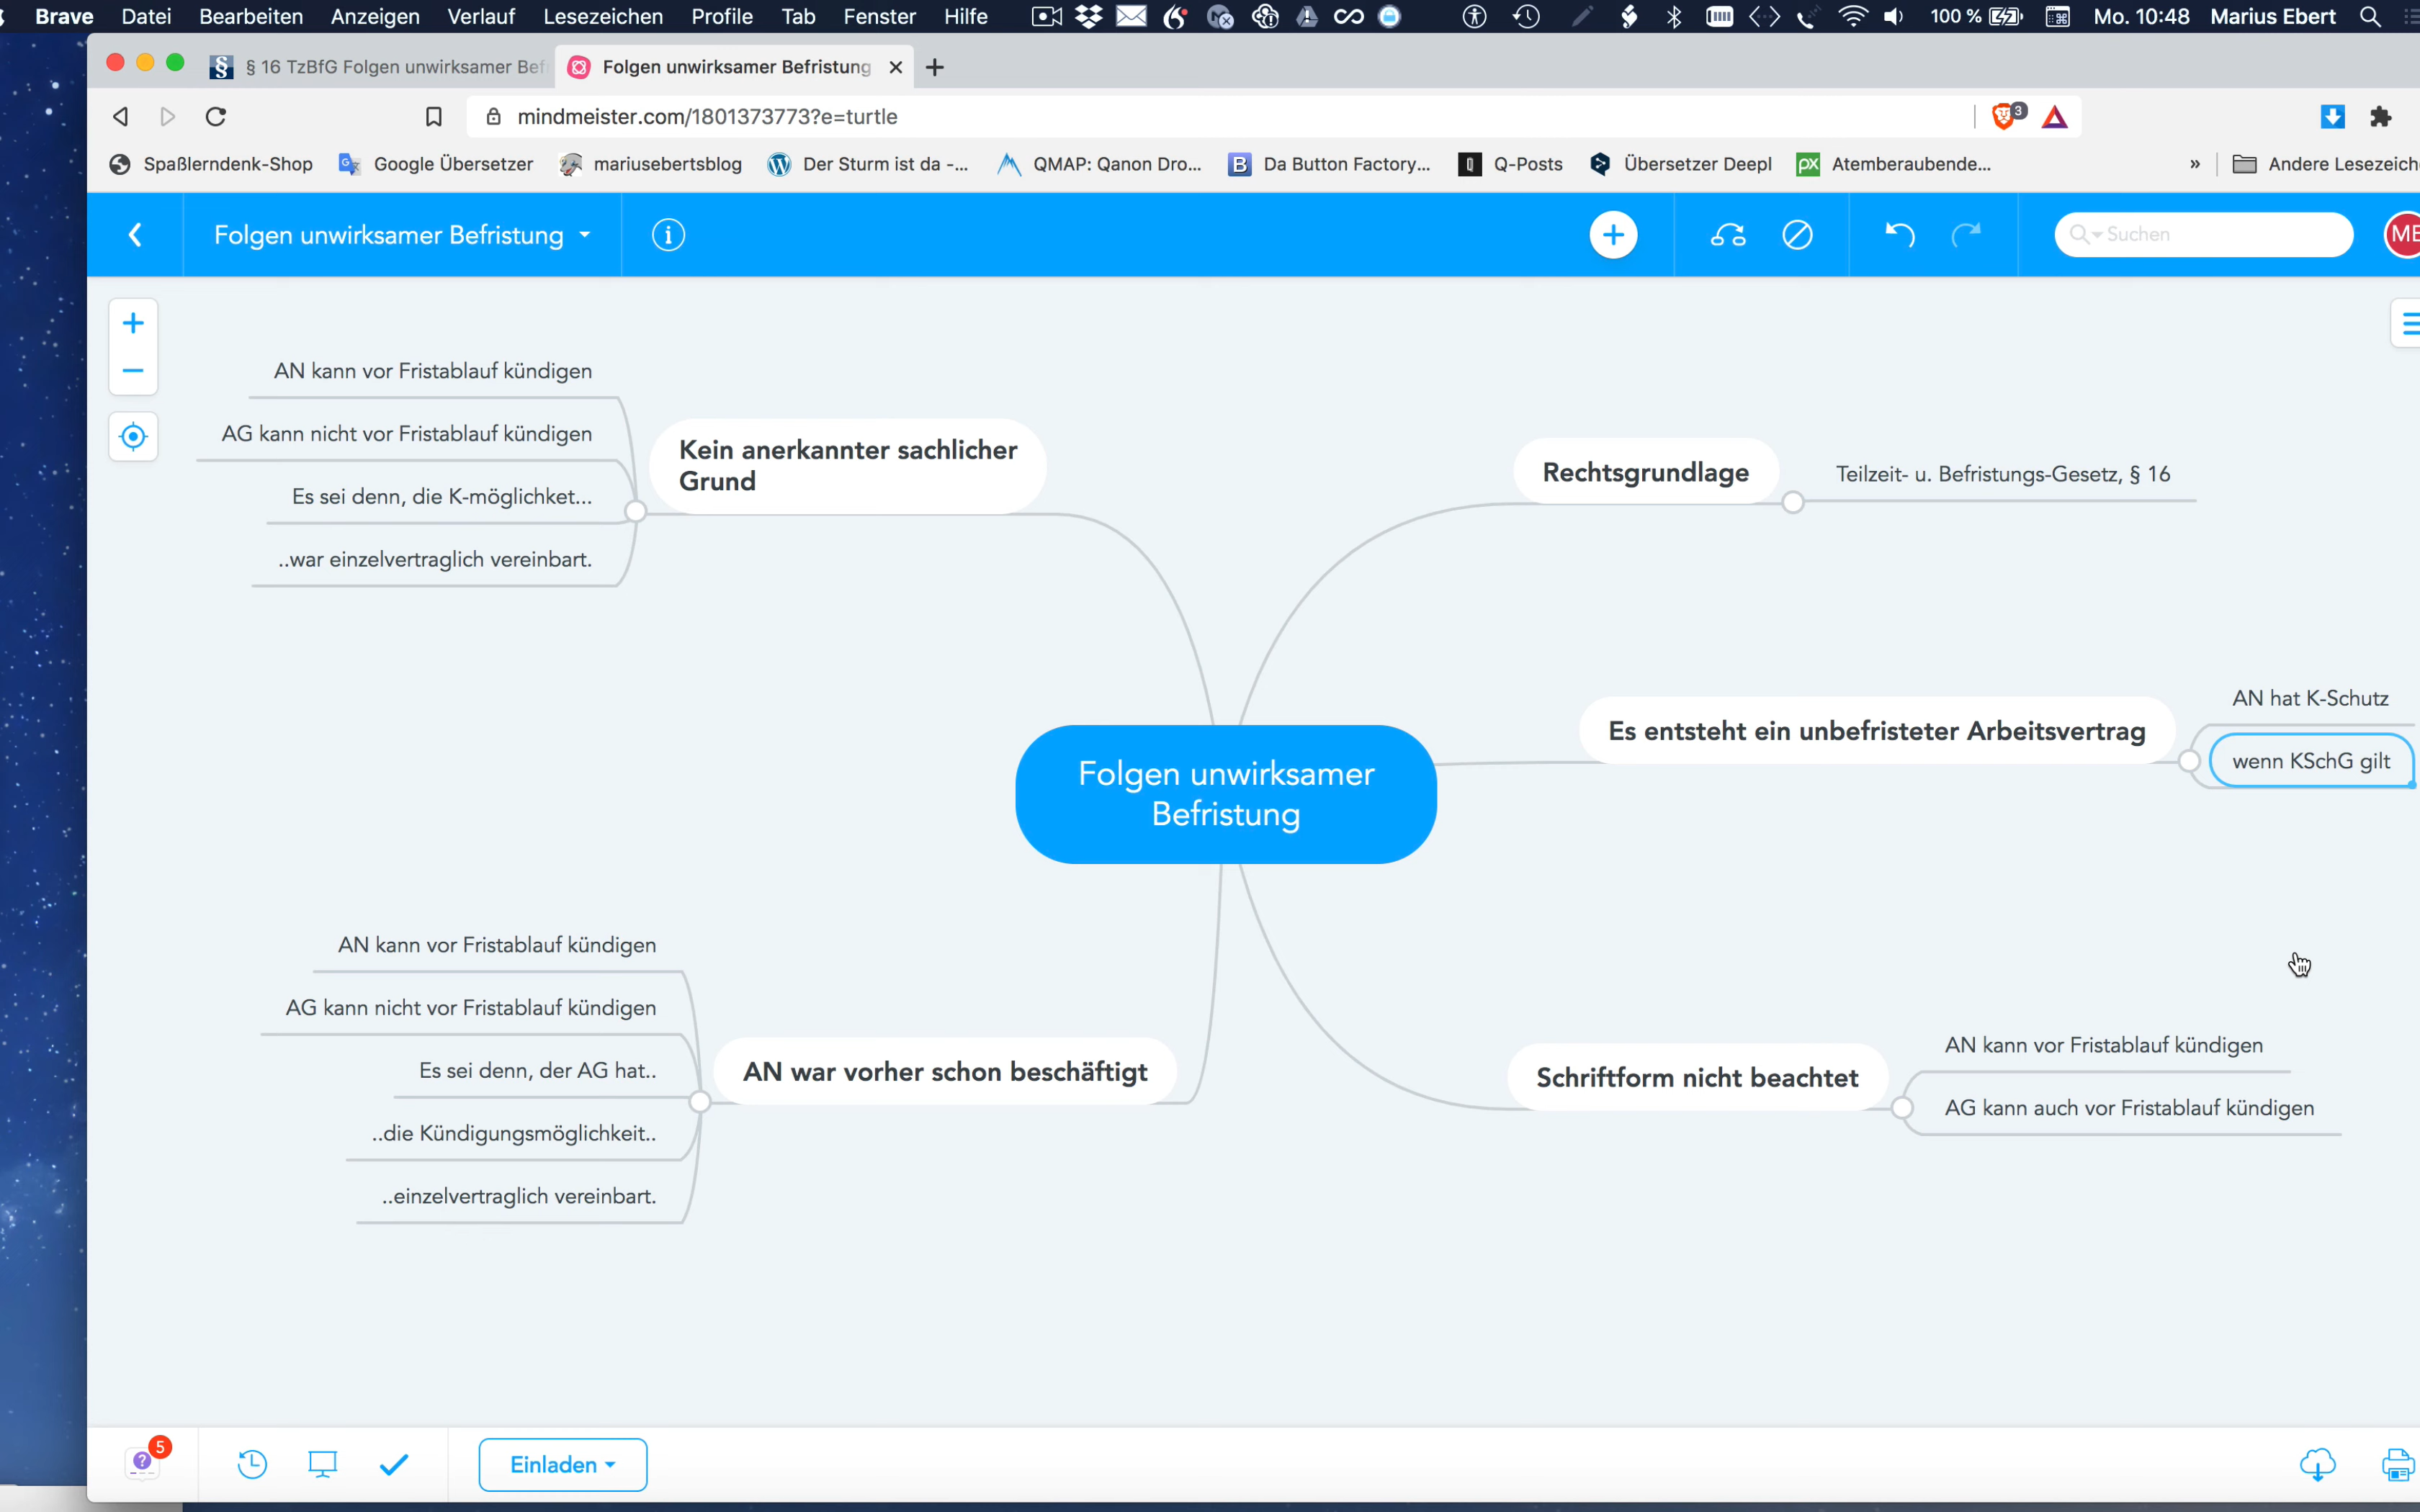 Brave Datei Bearbeiten Anzeigen Verlauf Lesezeichen Profile Tab Fenster Hilfe 100 % Mo. 10:48 Marius Ebert
§ 16 TzBfG Folgen unwirksamer Bef
Folgen unwirksamer Befristung
mindmeister.com/1801373773?e=turtle
3
Spaßlerndenk-Shop Google Übersetzer mariusebertsblog Der Sturm ist da -... QMAP: Qanon Dro... Da Button Factory... Q-Posts Übersetzer Deepl Atemberaubende... » Andere Lesezeich
Folgen unwirksamer Befristung
Suchen
ME
AN kann vor Fristablauf kündigen
AG kann nicht vor Fristablauf kündigen
Es sei denn, die K-möglichket...
..war einzelvertraglich vereinbart.
Kein anerkannter sachlicher
Grund
Rechtsgrundlage
Teilzeit- u. Befristungs-Gesetz, § 16
Es entsteht ein unbefristeter Arbeitsvertrag
AN hat K-Schutz
wenn KSchG gilt
Folgen unwirksamer
Befristung
AN kann vor Fristablauf kündigen
AG kann nicht vor Fristablauf kündigen
Es sei denn, der AG hat..
..die Kündigungsmöglichkeit..
..einzelvertraglich vereinbart.
AN war vorher schon beschäftigt
Schriftform nicht beachtet
AN kann vor Fristablauf kündigen
AG kann auch vor Fristablauf kündigen
5
Einladen